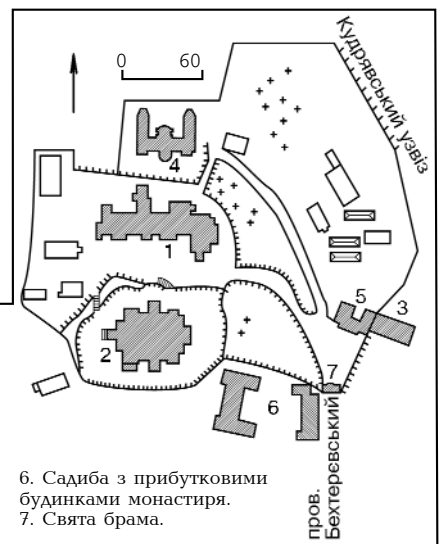 0 60
Кудрявський узвіз
4
1
5
3
2
7
6
пров.
Бехтерєвський
6. Садиба з прибутковими
будинками монастиря.
7. Свята брама.